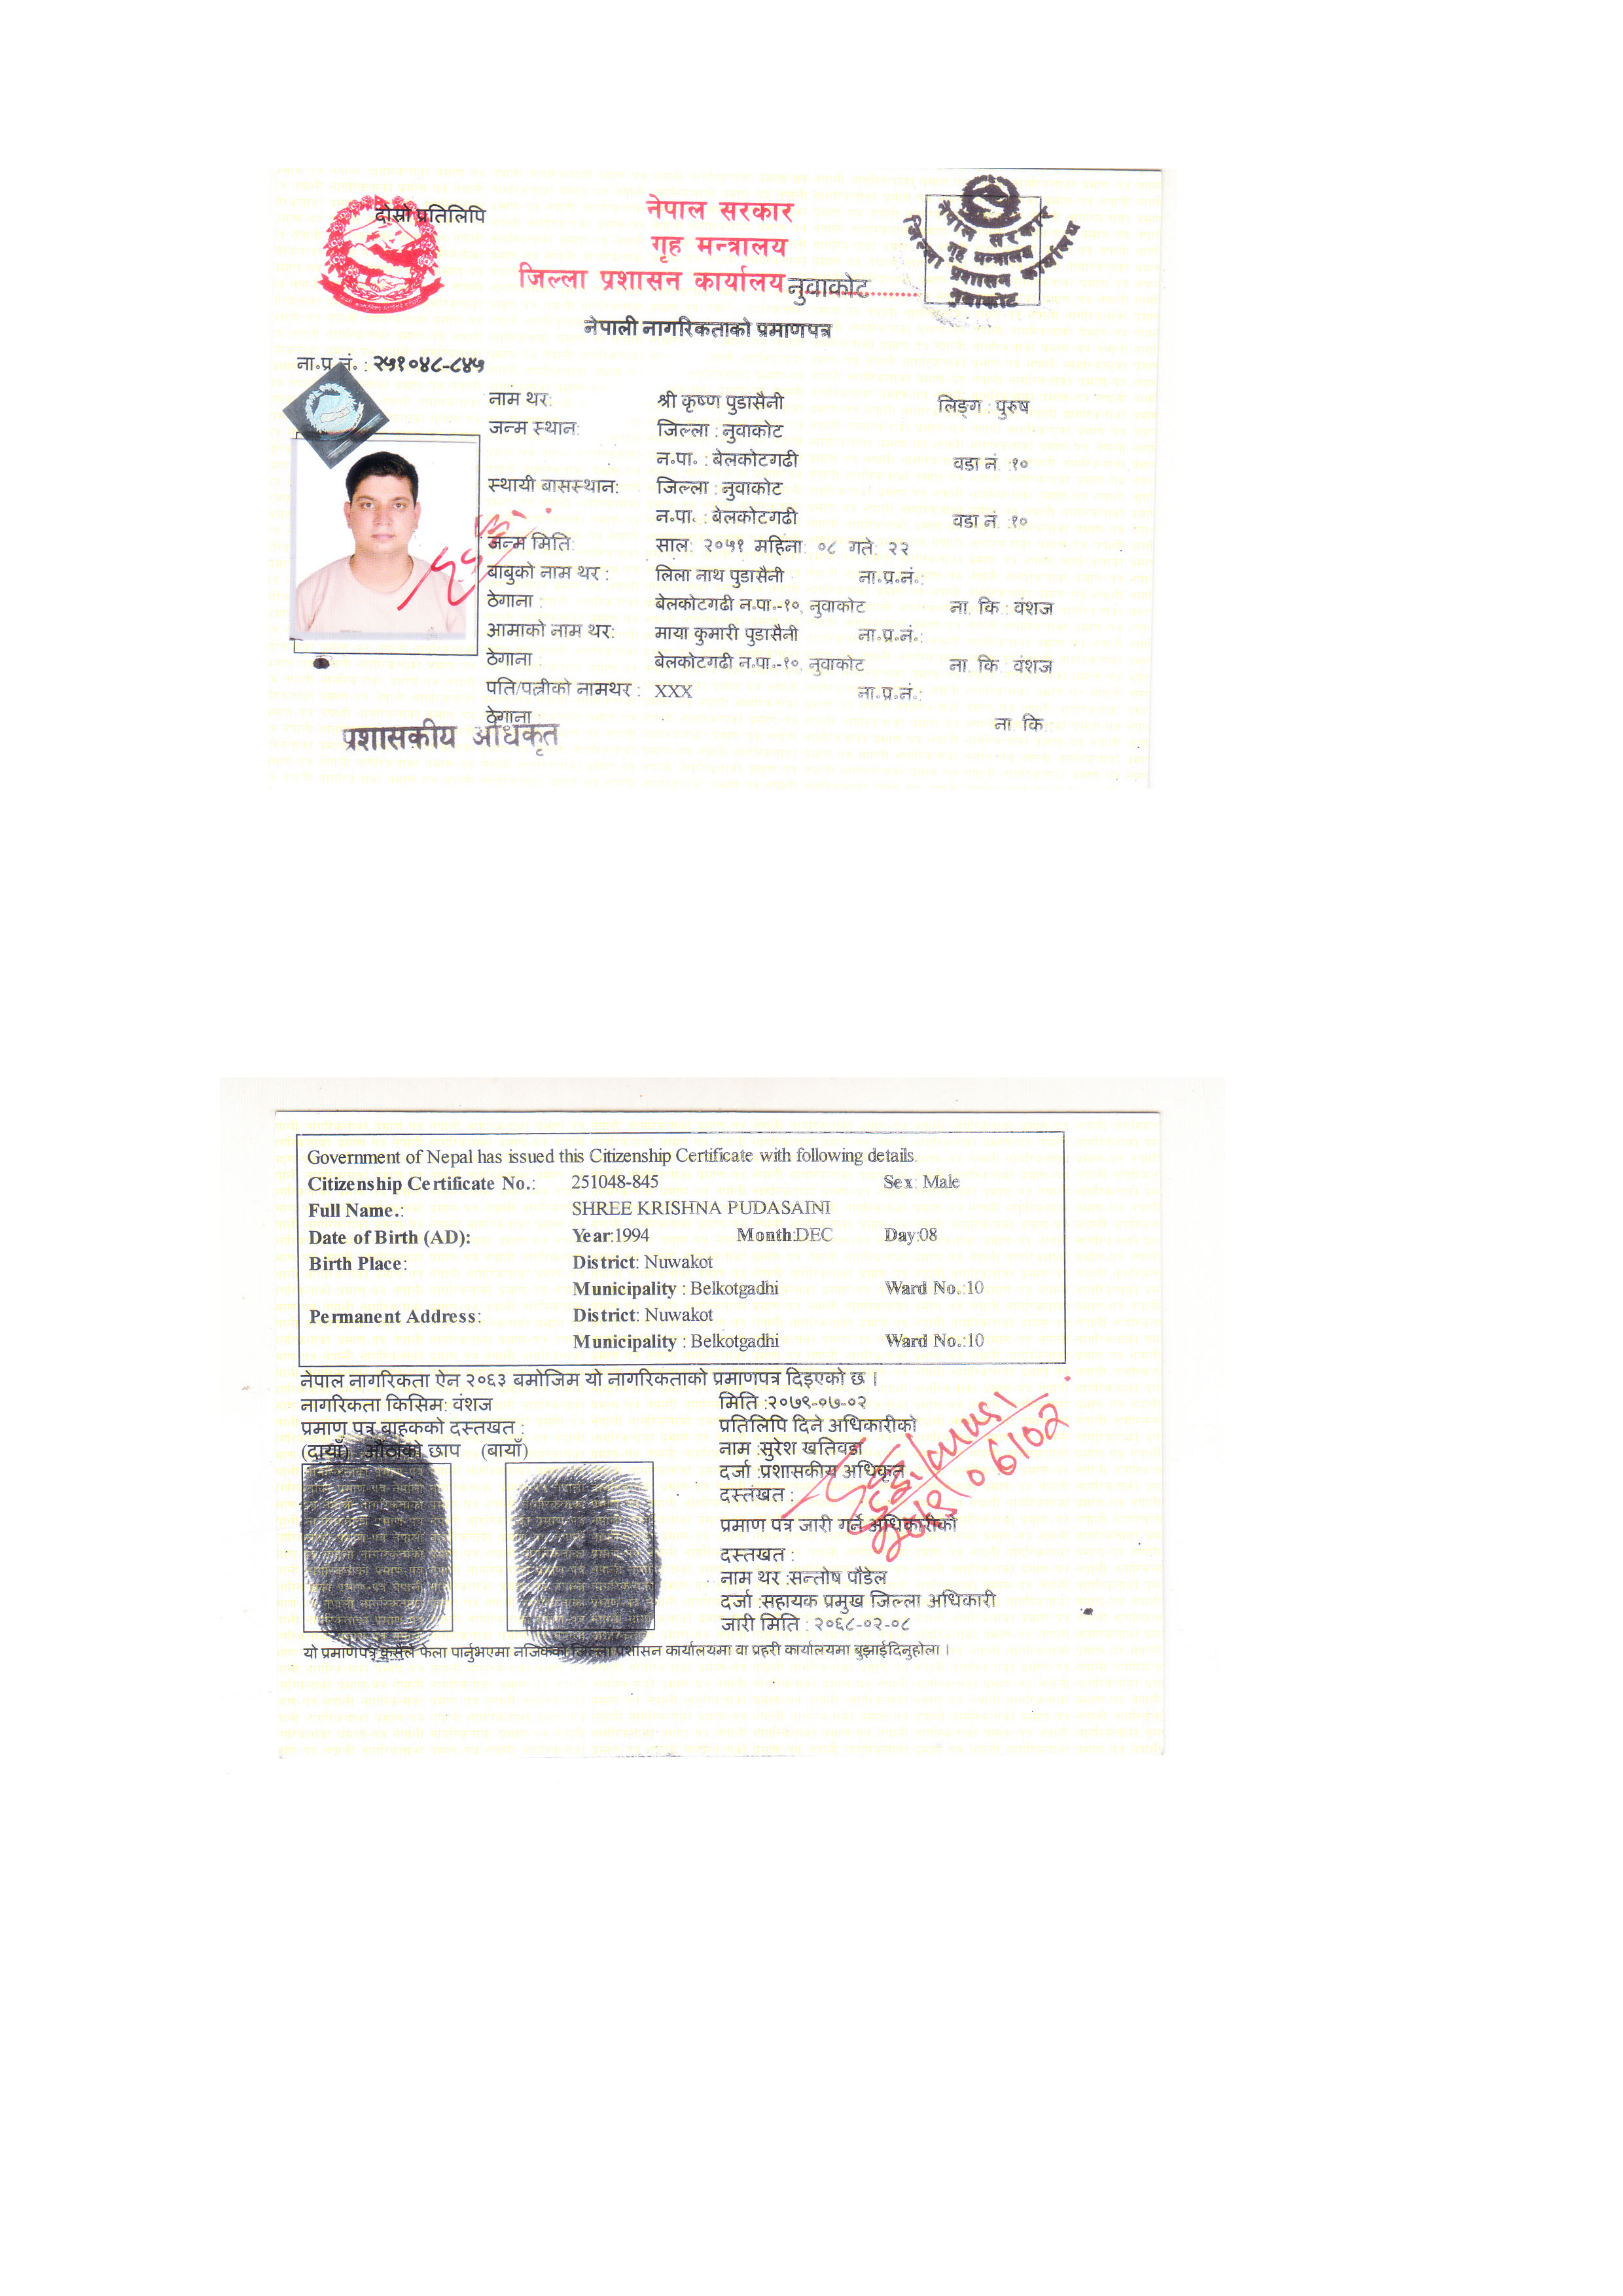 दोस्रो प्रतिलिपि
नेपाल सरकार
गृह मन्त्रालय
जिल्ला प्रशासन कार्यालय नुवाकोट
नेपाल सरकार
गृह मन्त्रालय
जिल्ला प्रशासन कार्यालय
नुवाकोट
नेपाली नागरिकताको प्रमाणपत्र
ना॰प्र.नं. : २५१०४८-८४५
नाम थर: श्री कृष्ण पुडासैनी लिङ्ग : पुरुष
जन्म स्थान: जिल्ला : नुवाकोट
न॰पा॰ : बेलकोटगढी वडा नं. :१०
स्थायी बासस्थान: जिल्ला : नुवाकोट
न॰पा॰ : बेलकोटगढी वडा नं. :१०
जन्म मिति: साल: २०५१ महिना: ०८ गते: २२
बाबुको नाम थर : लिला नाथ पुडासैनी ना॰प्र॰नं.:
ठेगाना : बेलकोटगढी न॰पा॰-१०, नुवाकोट ना. कि : वंशज
आमाको नाम थर: माया कुमारी पुडासैनी ना॰प्र॰नं.:
ठेगाना : बेलकोटगढी न॰पा॰-१०, नुवाकोट ना. कि : वंशज
पति/पत्नीको नामथर : XXX ना॰प्र॰नं.:
ठेगाना : ना. कि :
प्रशासकीय अधिकृत
Government of Nepal has issued this Citizenship Certificate with following details.
Citizenship Certificate No.: 251048-845 Sex: Male
Full Name.: SHREE KRISHNA PUDASAINI
Date of Birth (AD): Year:1994 Month:DEC Day:08
Birth Place: District: Nuwakot
Municipality : Belkotgadhi Ward No.:10
Permanent Address: District: Nuwakot
Municipality : Belkotgadhi Ward No.:10
नेपाल नागरिकता ऐन २०६३ बमोजिम यो नागरिकताको प्रमाणपत्र दिइएको छ ।
नागरिकता किसिम: वंशज
प्रमाण पत्र बाहकको दस्तखत :
(दायाँ) औंठाको छाप (बायाँ)
मिति :२०७९-०७-०२
प्रतिलिपि दिने अधिकारीको
नाम :सुरेश खतिवडा
दर्जा :प्रशासकीय अधिकृत
दस्तखत :
प्रमाण पत्र जारी गर्ने अधिकारीको
दस्तखत :
नाम थर :सन्तोष पौडेल
दर्जा :सहायक प्रमुख जिल्ला अधिकारी
जारी मिति : २०६८-०२-०८
यो प्रमाणपत्र कसैले फेला पार्नुभएमा नजिकको जिल्ला प्रशासन कार्यालयमा वा प्रहरी कार्यालयमा बुझाईदिनुहोला ।